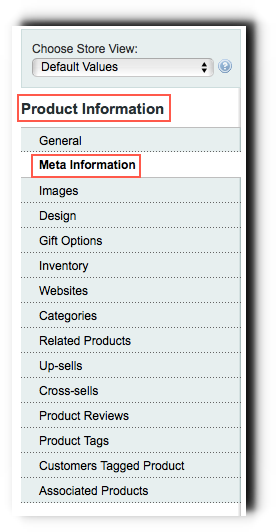 Choose Store View:
Default Values
Product Information
General
Meta Information
Images
Design
Gift Options
Inventory
Websites
Categories
Related Products
Up-sells
Cross-sells
Product Reviews
Product Tags
Customers Tagged Product
Associated Products